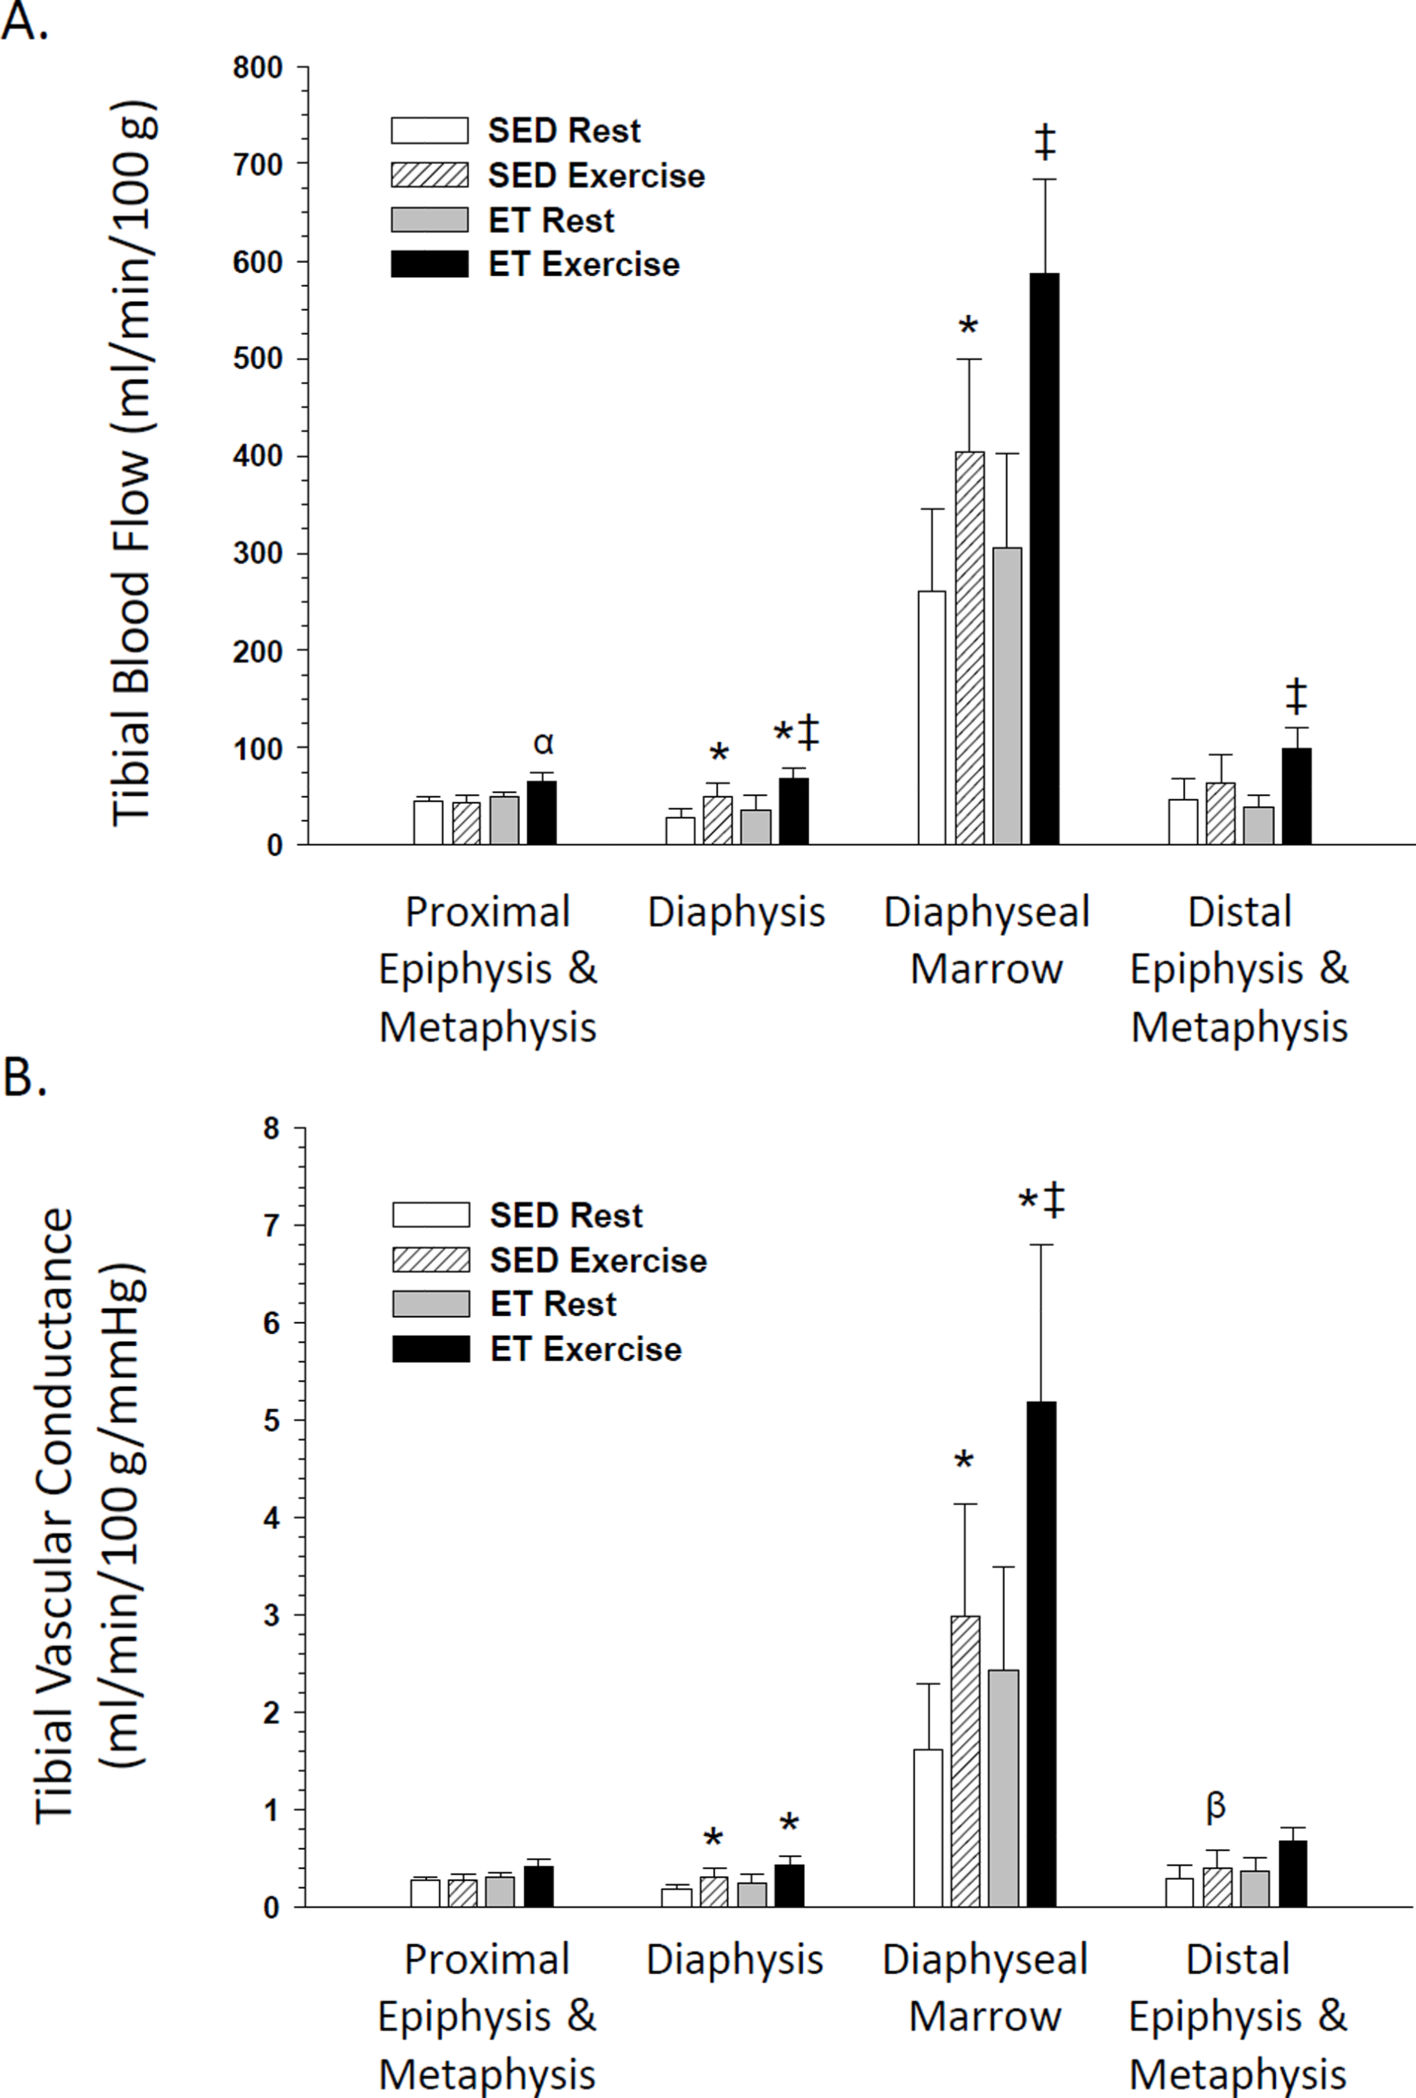 A.
Tibial Blood Flow (ml/min/100 g)
800
700
600
500
400
300
200
100
0
SED Rest
SED Exercise
ET Rest
ET Exercise
α
*
*‡
*
‡
‡
Proximal
Epiphysis &
Metaphysis
Diaphysis
Diaphyseal
Marrow
Distal
Epiphysis &
Metaphysis
B.
Tibial Vascular Conductance
(ml/min/100 g/mmHg)
8
7
6
5
4
3
2
1
0
SED Rest
SED Exercise
ET Rest
ET Exercise
*
*
*
*‡
β
Proximal
Epiphysis &
Metaphysis
Diaphysis
Diaphyseal
Marrow
Distal
Epiphysis &
Metaphysis